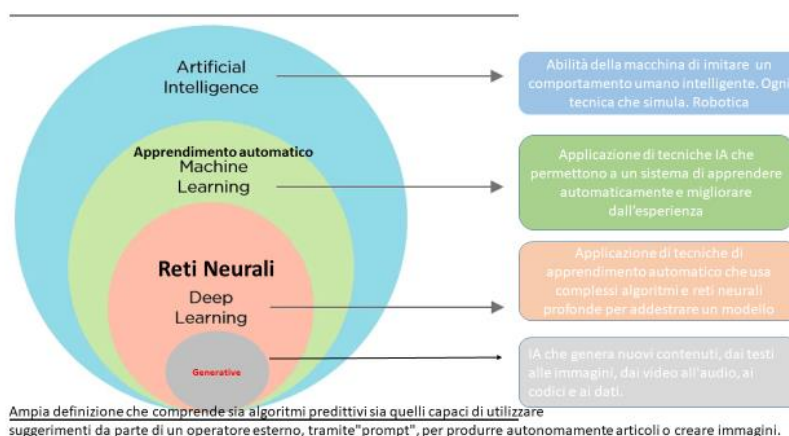 Artificial
Intelligence
Abilità della macchina di imitare un
comportamento umano intelligente. Ogni
tecnica che simula. Robotica
Apprendimento automatico
Machine
Learning
Applicazione di tecniche IA che
permettono a un sistema di apprendere
automaticamente e migliorare
dall'esperienza
Reti Neurali
Deep
Learning
Applicazione di tecniche di
apprendimento automatico che usa
complessi algoritmi e reti neurali
profonde per addestrare un modello
Generative
IA che genera nuovi contenuti, dai testi
alle immagini, dai video all'audio, ai
codici e ai dati.
Ampia definizione che comprende sia algoritmi predittivi sia quelli capaci di utilizzare
suggerimenti da parte di un operatore esterno, tramite"prompt", per produrre autonomamente articoli o creare immagini.